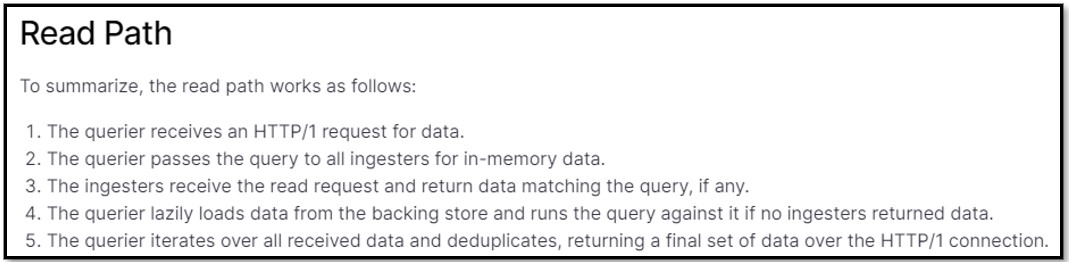 Read Path
To summarize, the read path works as follows:
1. The querier receives an HTTP/1 request for data.
2. The querier passes the query to all ingesters for in-memory data.
3. The ingesters receive the read request and return data matching the query, if any.
4. The querier lazily loads data from the backing store and runs the query against it if no ingesters returned data.
5. The querier iterates over all received data and deduplicates, returning a final set of data over the HTTP/1 connection.